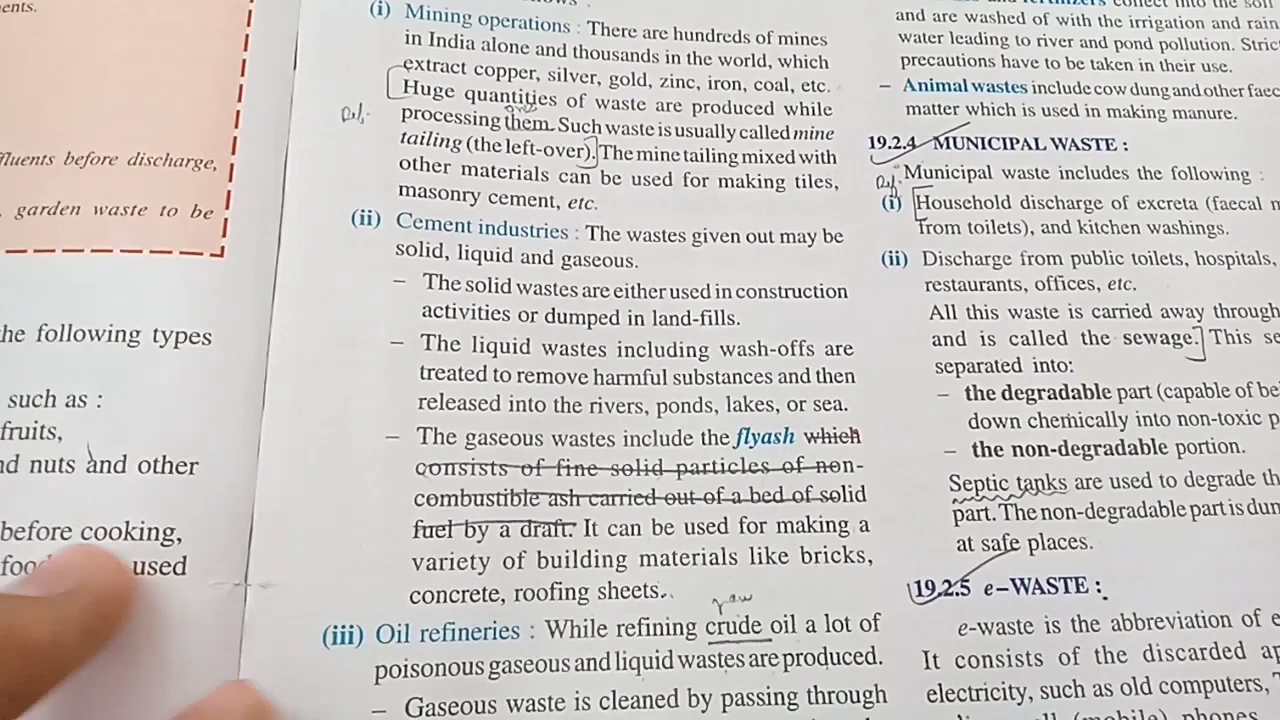 ents.
fluents before discharge,
garden waste to be
he following types
such as :
fruits,
nd nuts and other
before cooking,
used
(i) Mining operations : There are hundreds of mines
in India alone and thousands in the world, which
extract copper, silver, gold, zinc, iron, coal, etc.
Huge quantities of waste are produced while
processing them. Such waste is usually called mine
tailing (the left-over). The mine tailing mixed with
other materials can be used for making tiles,
masonry cement, etc.
(ii) Cement industries : The wastes given out may be
solid, liquid and gaseous.
– The solid wastes are either used in construction
activities or dumped in land-fills.
– The liquid wastes including wash-offs are
treated to remove harmful substances and then
released into the rivers, ponds, lakes, or sea.
– The gaseous wastes include the flyash which
consists of fine solid particles of non-
combustible ash carried out of a bed of solid
fuel by a draft. It can be used for making a
variety of building materials like bricks,
concrete, roofing sheets.
raw
(iii) Oil refineries : While refining crude oil a lot of
poisonous gaseous and liquid wastes are produced.
– Gaseous waste is cleaned by passing through
and are washed of with the irrigation and rain
water leading to river and pond pollution. Stric
precautions have to be taken in their use.
– Animal wastes include cow dung and other faec
matter which is used in making manure.
19.2.4 MUNICIPAL WASTE :
Municipal waste includes the following :
(i) Household discharge of excreta (faecal m
from toilets), and kitchen washings.
(ii) Discharge from public toilets, hospitals,
restaurants, offices, etc.
All this waste is carried away through
and is called the sewage. This se
separated into:
– the degradable part (capable of be
down chemically into non-toxic p
– the non-degradable portion.
Septic tanks are used to degrade th
part. The non-degradable part is dun
at safe places.
19.2.5 e–WASTE :
e-waste is the abbreviation of e
It consists of the discarded ap
electricity, such as old computers,
(mobile) phones